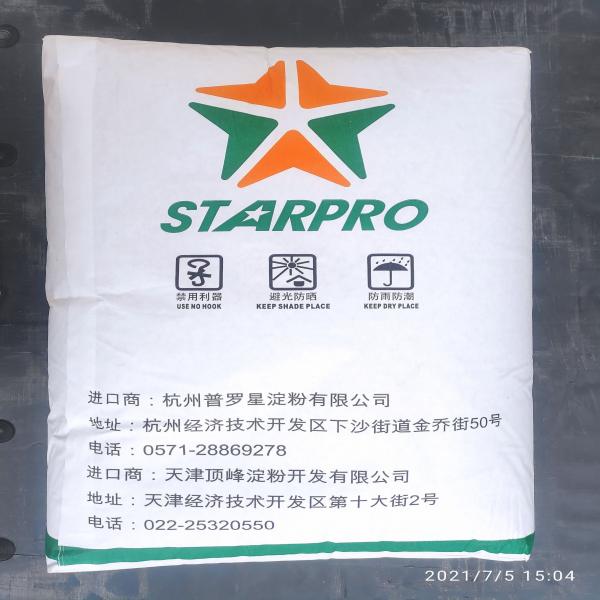 STARPRO
禁用利器 避光防晒 防雨防潮
USE NO HOOK KEEP SHADE PLACE KEEP DRY PLACE
进口商：杭州普罗星淀粉有限公司
地址：杭州经济技术开发区下沙街道金乔街50号
电话：0571-28869278
进口商：天津顶峰淀粉开发有限公司
地址：天津经济技术开发区第十大街2号
电话：022-25320550
2021/7/5 15:04